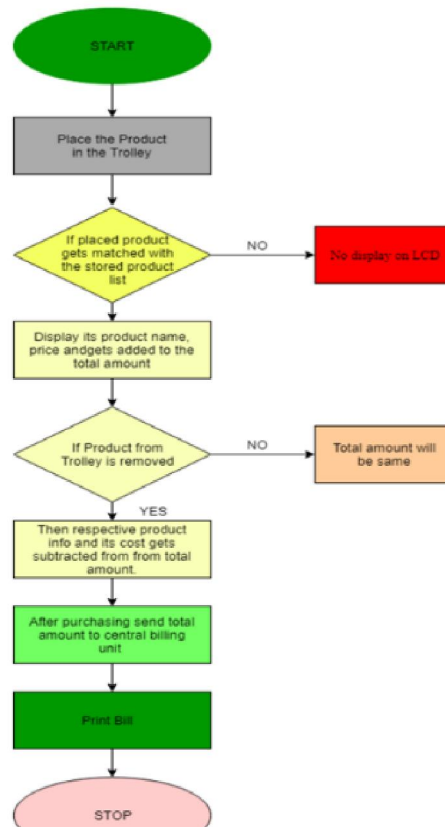 START
Place the Product
in the Trolley
If placed product
gets matched with
the stored product
list
NO
No display on LCD
Display its product name,
price andgets added to the
total amount
If Product from
Trolley is removed
NO
Total amount will
be same
YES
Then respective product
info and its cost gets
subtracted from from total
amount.
After purchasing send total
amount to central billing
unit
Print Bill
STOP